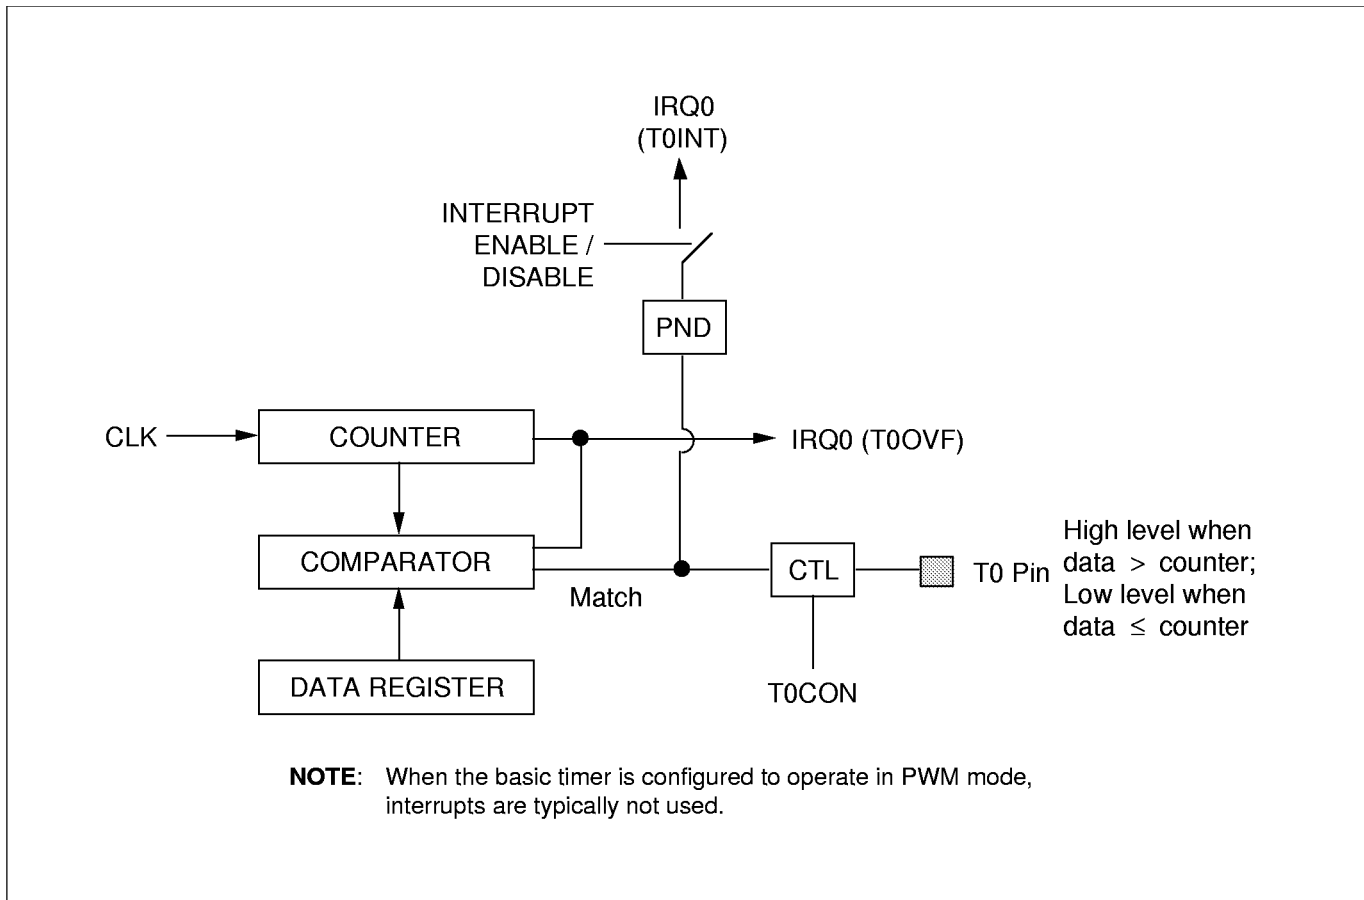 IRQ0
(T0INT)
INTERRUPT
ENABLE /
DISABLE
PND
CLK
COUNTER
IRQ0 (T0OVF)
COMPARATOR
Match
CTL
T0 Pin
High level when
data > counter;
Low level when
data ≤ counter
DATA REGISTER
T0CON
NOTE: When the basic timer is configured to operate in PWM mode,
interrupts are typically not used.